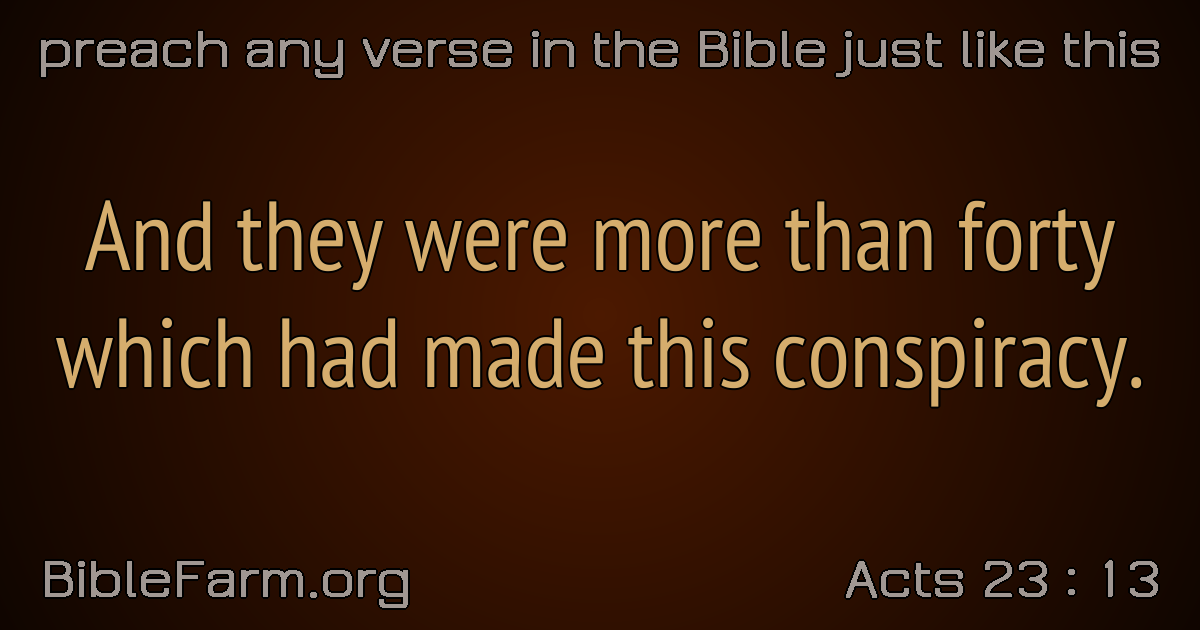 preach any verse in the Bible just like this
And they were more than forty
which had made this conspiracy.
BibleFarm.org
Acts 23 : 13